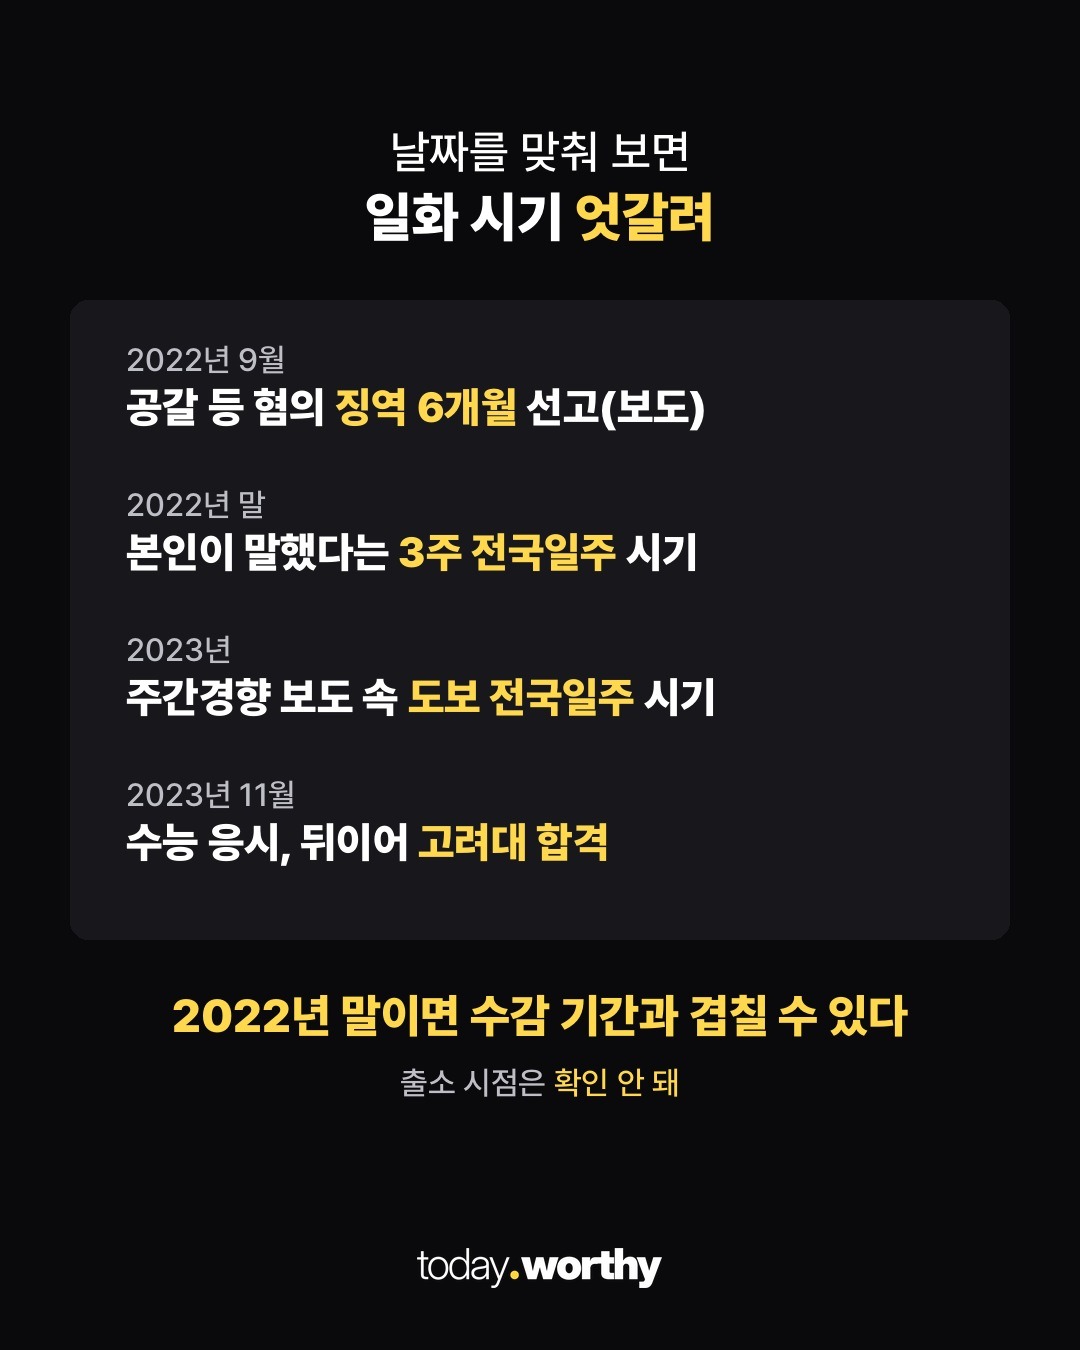 날짜를 맞춰 보면
일화 시기 엇갈려
2022년 9월
공갈 등 혐의 징역 6개월 선고(보도)
2022년 말
본인이 말했다는 3주 전국일주 시기
2023년
주간경향 보도 속 도보 전국일주 시기
2023년 11월
수능 응시, 뒤이어 고려대 합격
2022년 말이면 수감 기간과 겹칠 수 있다
출소 시점은 확인 안 돼
today.worthy